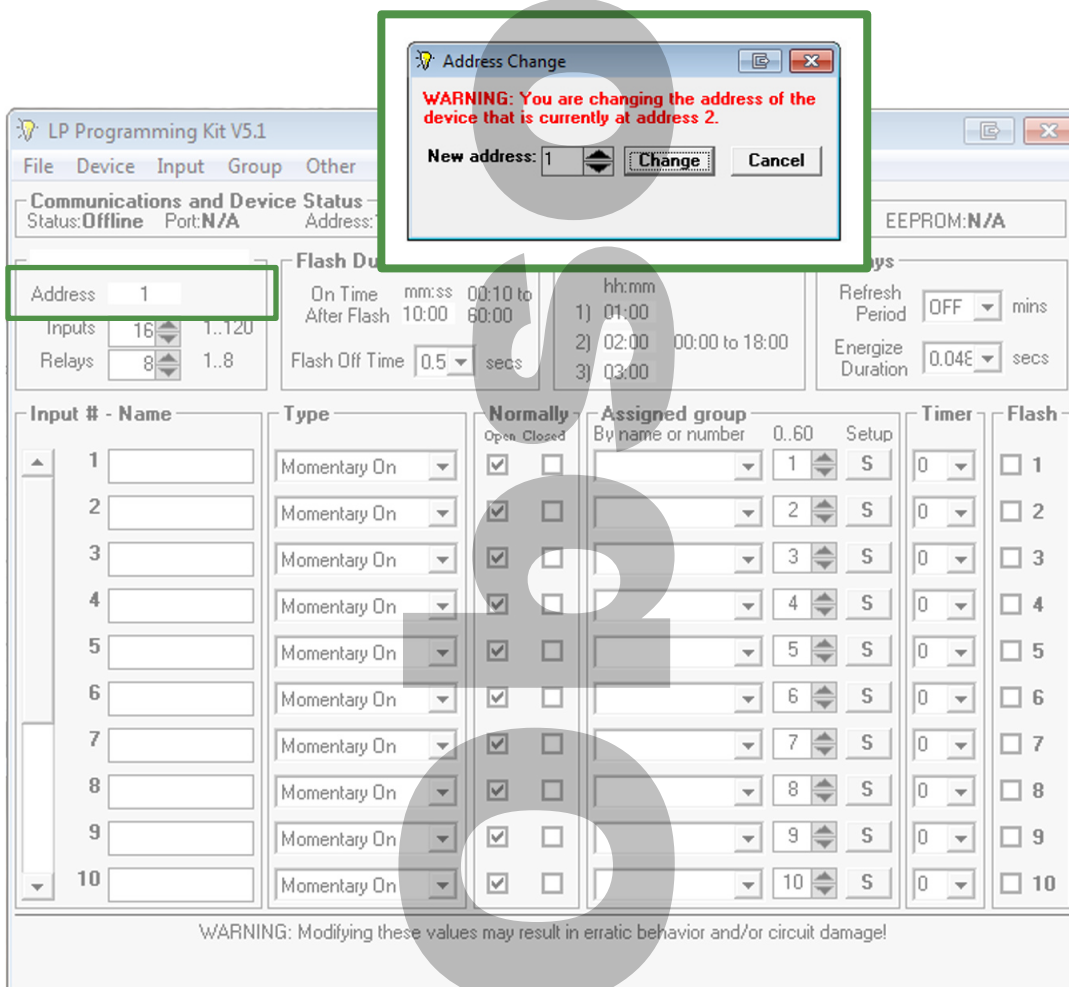 Address Change
WARNING: You are changing the address of the
device that is currently at address 2.
New address: 1 Change Cancel
LP Programming Kit V5.1
File Device Input Group Other
Communications and Device Status
Status:Offline Port:N/A Address: EEPROM:N/A
Flash
Address 1 On Time mm:ss 00:10 to hh:mm Refresh
After Flash 10:00 60:00 1) 01:00 Period OFF mins
Inputs 16 1..120
2) 02:00 00:00 to 18:00 Energize
Relays 8 1..8 Flash Off Time 0.5 secs 3) 03:00 Duration 0.048 secs
Input # - Name Type Normally Assigned group Timer Flash
Open Closed By name or number 0..60 Setup
1 Momentary On 1 S 0 1
2 Momentary On 2 S 0 2
3 Momentary On 3 S 0 3
4 Momentary On 4 S 0 4
5 Momentary On 5 S 0 5
6 Momentary On 6 S 0 6
7 Momentary On 7 S 0 7
8 Momentary On 8 S 0 8
9 Momentary On 9 S 0 9
10 Momentary On 10 S 0 10
WARNING: Modifying these values may result in erratic behavior and/or circuit damage!